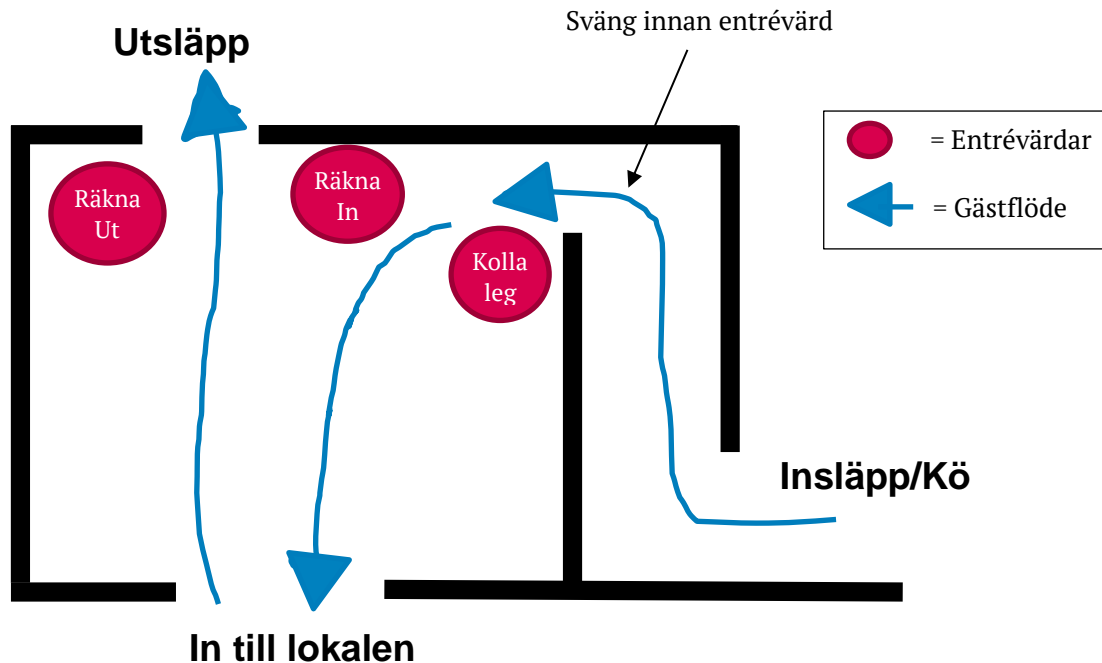 Sväng innan entrévärd
Utsläpp
= Entrévärdar
= Gästflöde
Räkna
Ut
Räkna
In
Kolla
leg
Insläpp/Kö
In till lokalen